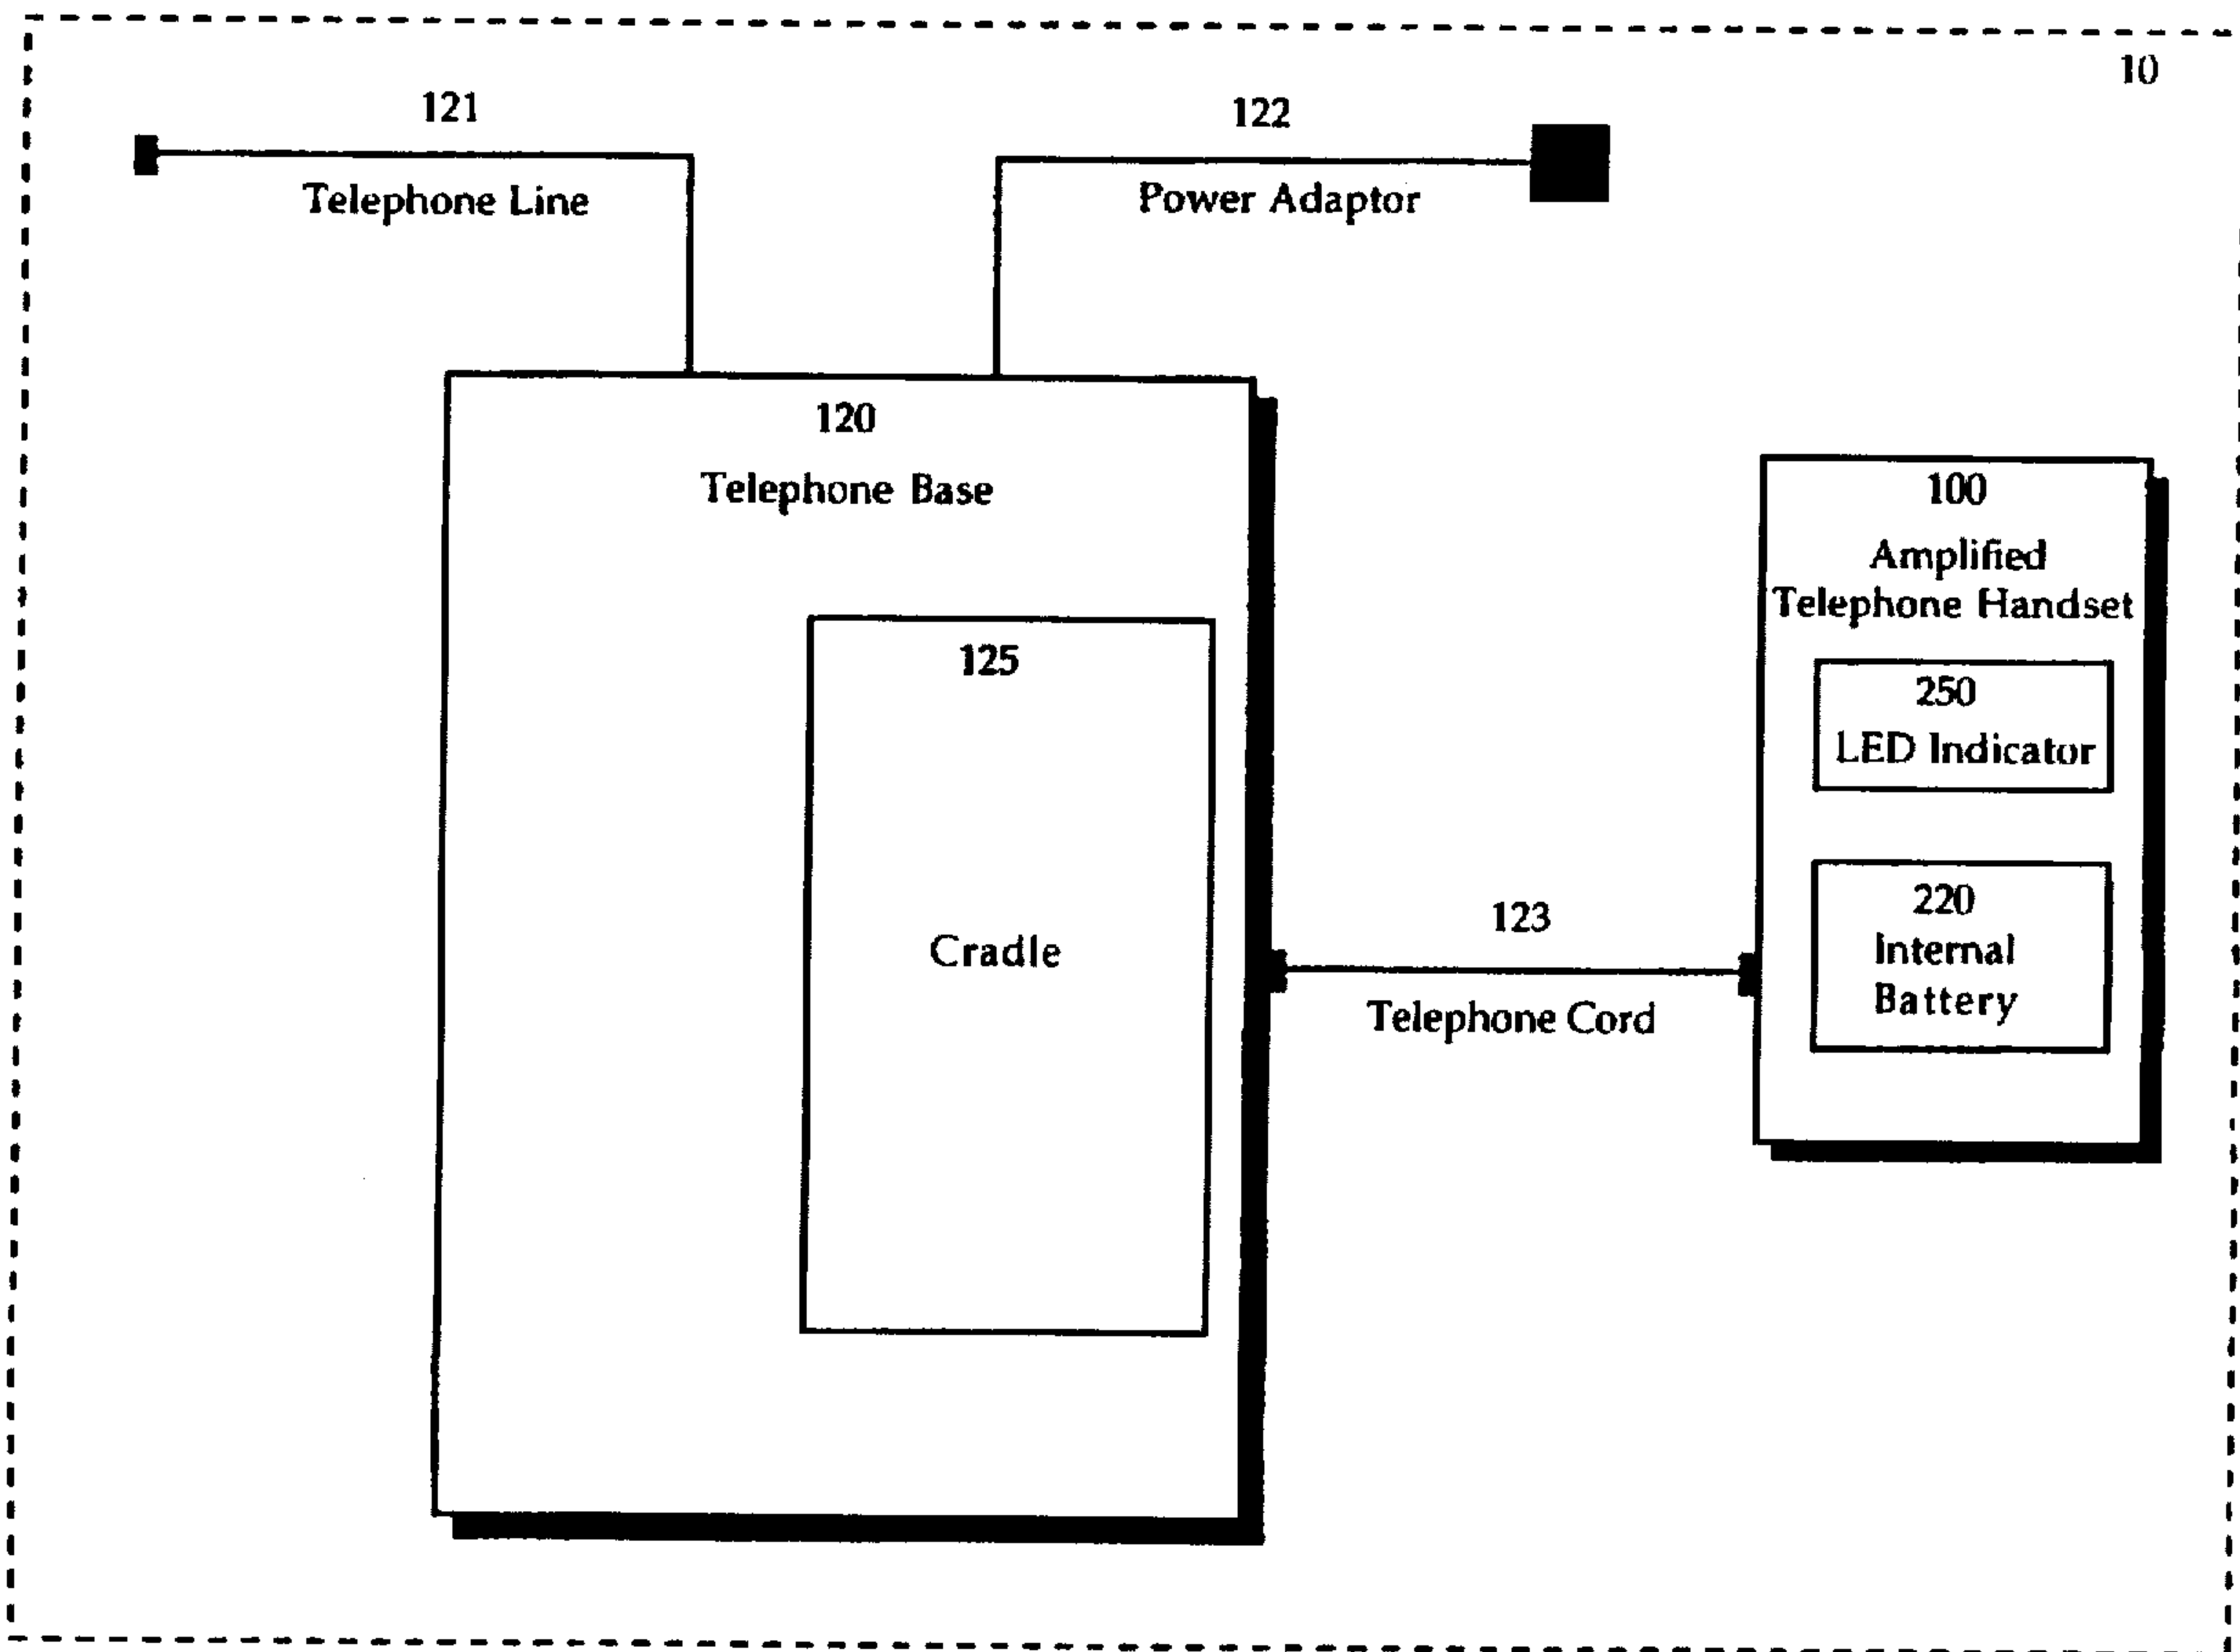 10
121
Telephone Line
122
Power Adaptor
120
Telephone Base
125
Cradle
123
Telephone Cord
100
Amplified
Telephone Handset
250
LED Indicator
220
Internal
Battery